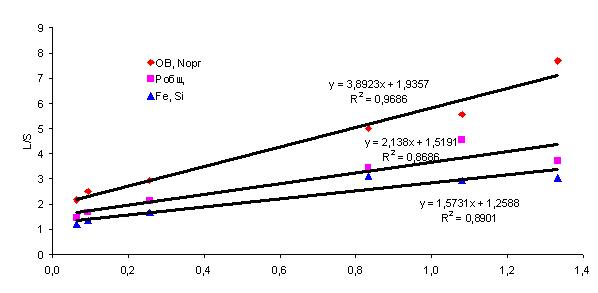 9
8
7
6
5
4
3
2
1
0
L/S
ОВ, Nорг
Робщ
Fe, Si
y = 3,8923x + 1,9357
R² = 0,9686
y = 2,138x + 1,5191
R² = 0,8686
y = 1,5731x + 1,2588
R² = 0,8901
0,0 0,2 0,4 0,6 0,8 1,0 1,2 1,4